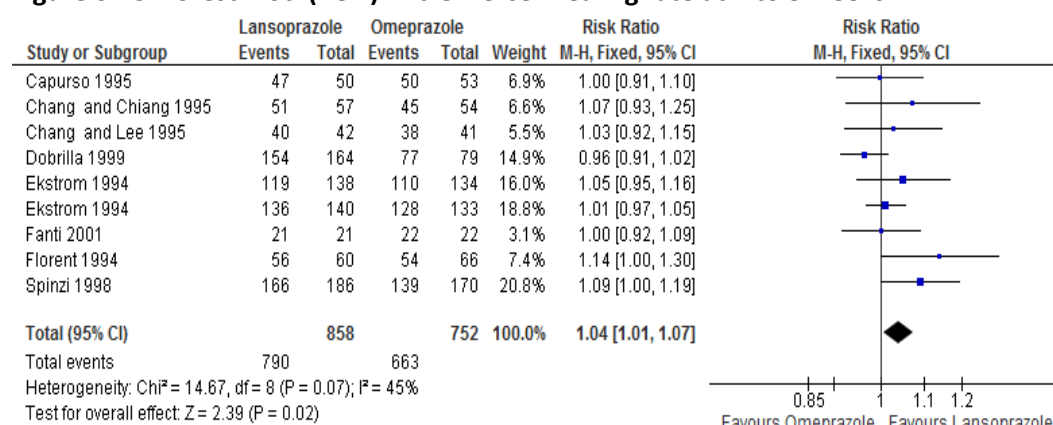 Lansoprazole Omeprazole Risk Ratio Risk Ratio
Study or Subgroup Events Total Events Total Weight M-H, Fixed, 95% CI M-H, Fixed, 95% CI
Capurso 1995 47 50 50 53 6.9% 1.00 [0.91, 1.10]
Chang and Chiang 1995 51 57 45 54 6.6% 1.07 [0.93, 1.25]
Chang and Lee 1995 40 42 38 41 5.5% 1.03 [0.92, 1.15]
Dobrilla 1999 154 164 77 79 14.9% 0.96 [0.91, 1.02]
Ekstrom 1994 119 138 110 134 16.0% 1.05 [0.95, 1.16]
Ekstrom 1994 136 140 128 133 18.8% 1.01 [0.97, 1.05]
Fanti 2001 21 21 22 22 3.1% 1.00 [0.92, 1.09]
Florent 1994 56 60 54 66 7.4% 1.14 [1.00, 1.30]
Spinzi 1998 166 186 139 170 20.8% 1.09 [1.00, 1.19]
Total (95% CI) 858 752 100.0% 1.04 [1.01, 1.07]
Total events 790 663
Heterogeneity: Chi² = 14.67, df = 8 (P = 0.07); I² = 45%
Test for overall effect: Z = 2.39 (P = 0.02)
0.85 1 1.1 1.2
Favours Omeprazole Favours Lansoprazole